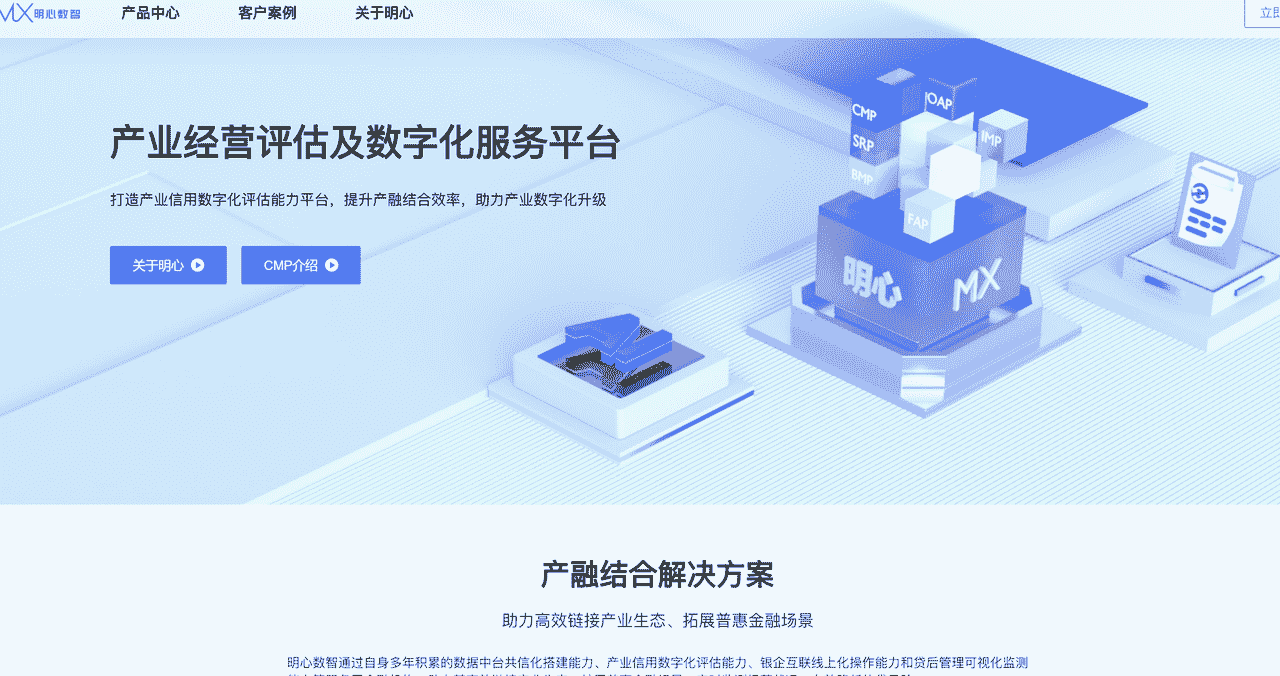 MX明心数智
产品中心
客户案例
关于明心
立即
产业经营评估及数字化服务平台
打造产业信用数字化评估能力平台，提升产融结合效率，助力产业数字化升级
关于明心
CMP介绍
CMP
OAP
SRP
IMP
BMP
FAP
明心
MX
产融结合解决方案
助力高效链接产业生态、拓展普惠金融场景
明心数智通过自身多年积累的数据中台共信化搭建能力、产业信用数字化评估能力、银企互联线上化操作能力和贷后管理可视化监测